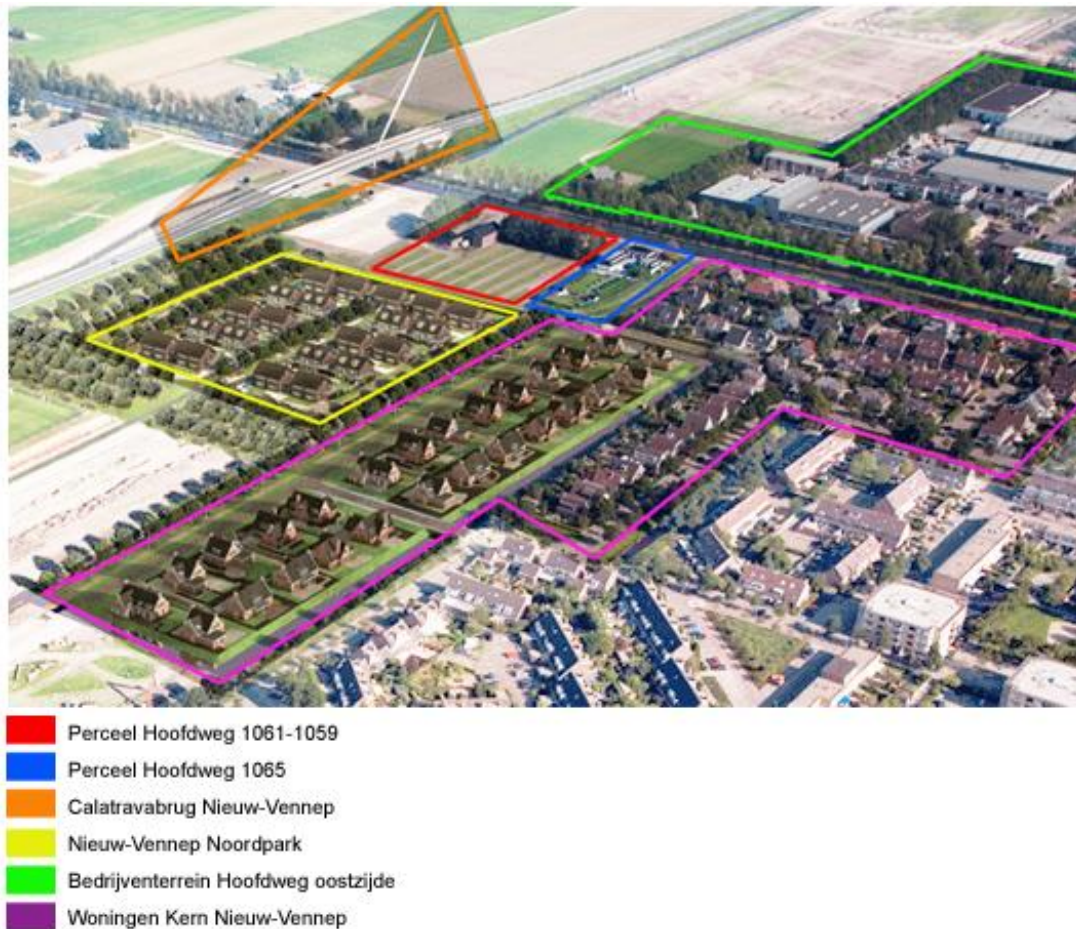 Perceel Hoofdweg 1061-1059
Perceel Hoofdweg 1065
Calatravabrug Nieuw-Vennep
Nieuw-Vennep Noordpark
Bedrijventerrein Hoofdweg oostzijde
Woningen Kern Nieuw-Vennep